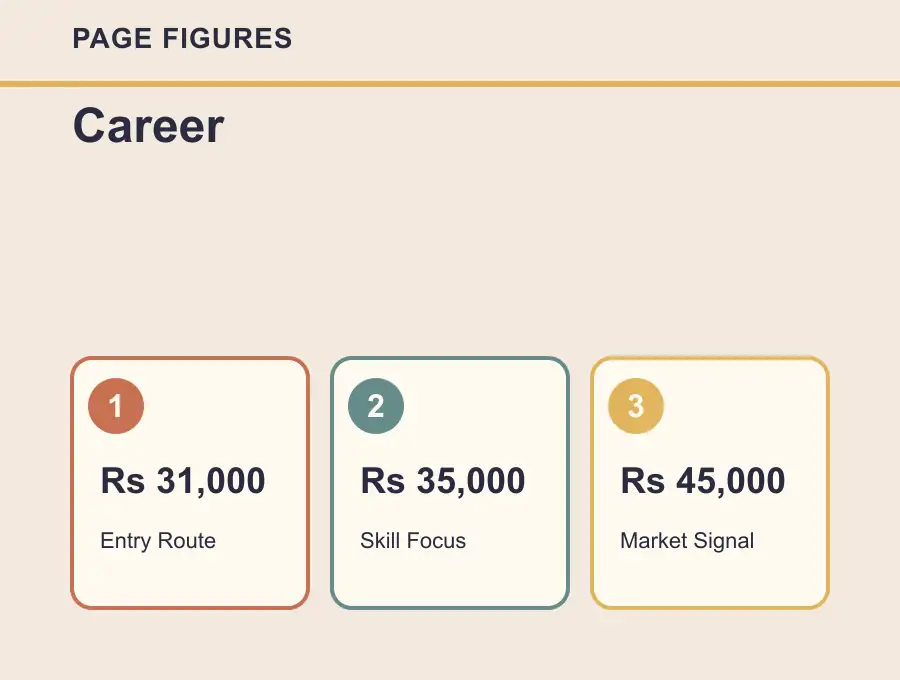 PAGE FIGURES
Career
1
Rs 31,000
Entry Route
2
Rs 35,000
Skill Focus
3
Rs 45,000
Market Signal